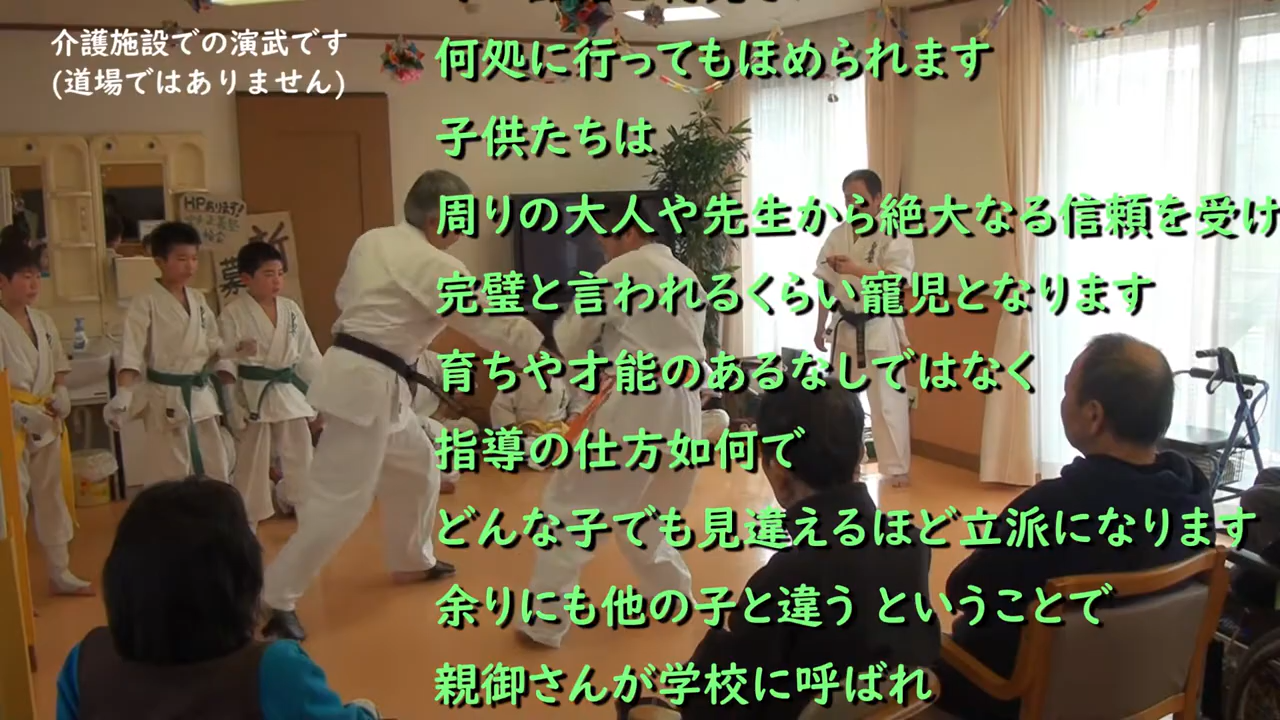 介護施設での演武です
(道場ではありません)
何処に行ってもほめられます
子供たちは
周りの大人や先生から絶大なる信頼を受け
完璧と言われるくらい寵児となります
育ちや才能のあるなしではなく
指導の仕方如何で
どんな子でも見違えるほど立派になります
余りにも他の子と違う ということで
親御さんが学校に呼ばれ
HPあります!
募